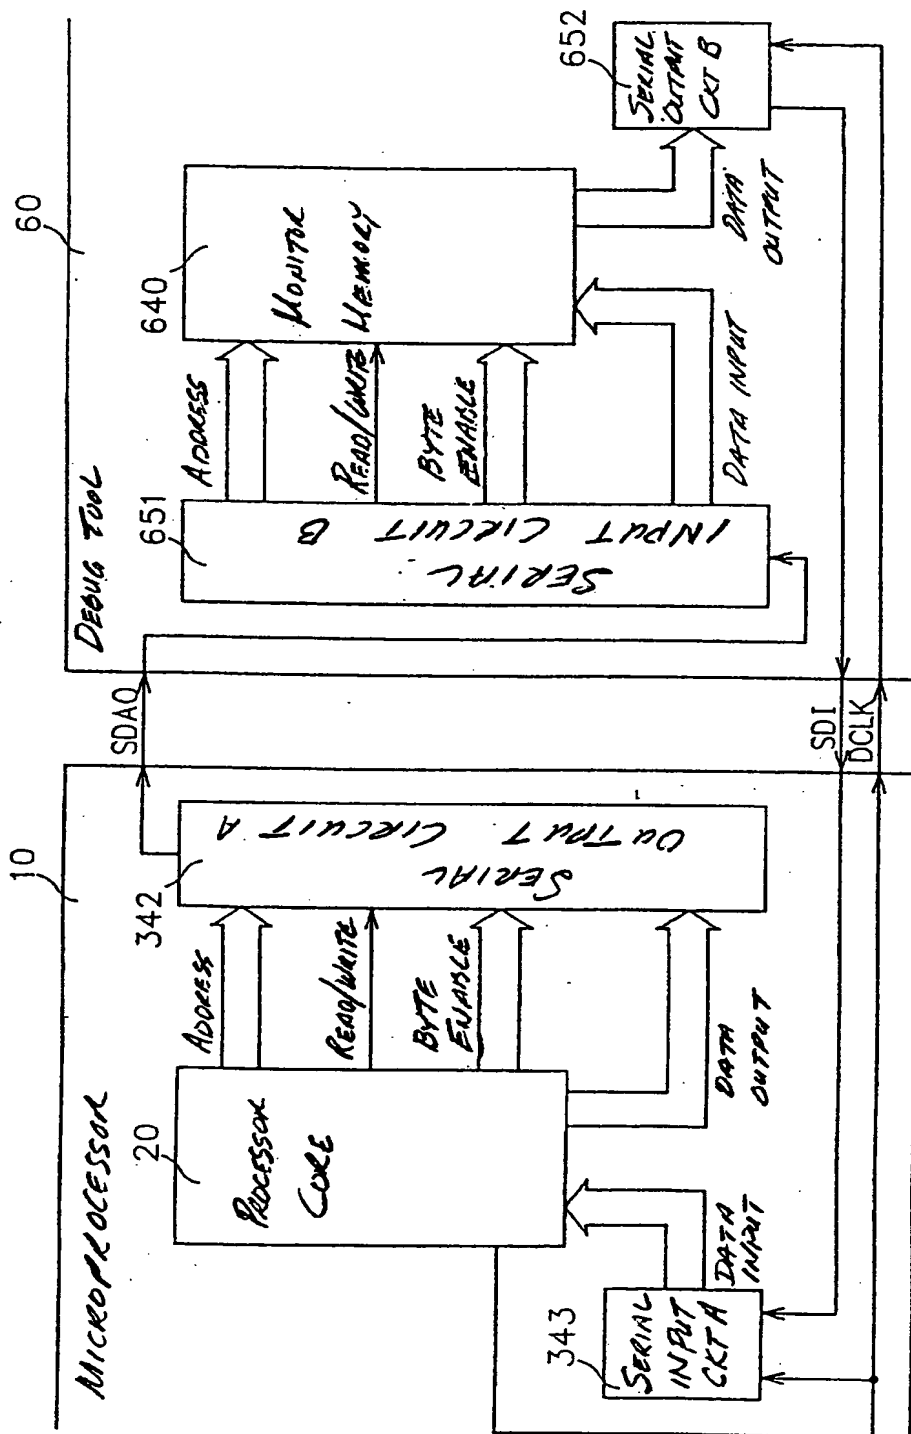 MICROPROCESSOR
10
20
PROCESSOR
CORE
ADDRESS
READ/WRITE
BYTE
ENABLE
DATA
OUTPUT
DATA
INPUT
343
SERIAL
INPUT
CKT A
342
SERIAL
OUTPUT CIRCUIT A
SDAO
SDI
DCLK
DEBUG TOOL
60
651
SERIAL
INPUT CIRCUIT B
ADDRESS
READ/WRITE
BYTE
ENABLE
DATA INPUT
640
MONITOR
MEMORY
DATA
OUTPUT
652
SERIAL
OUTPUT
CKT B